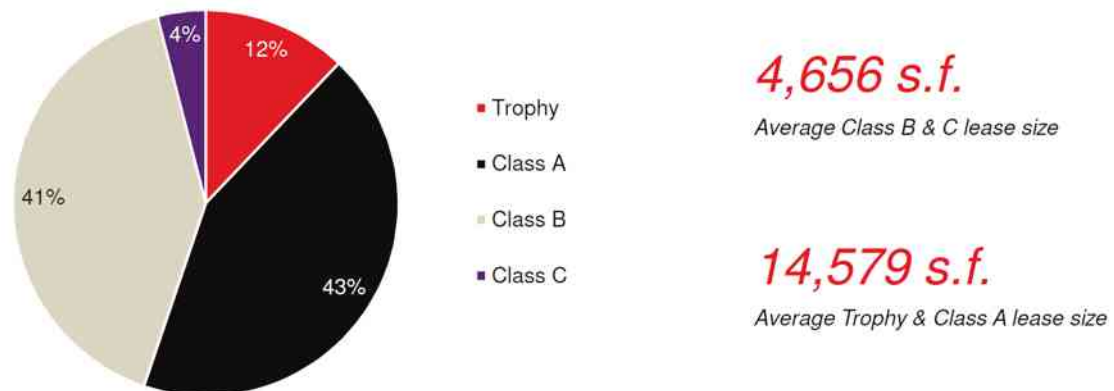 4%
12%
41%
43%
Trophy
Class A
Class B
Class C
4,656 s.f.
Average Class B & C lease size
14,579 s.f.
Average Trophy & Class A lease size